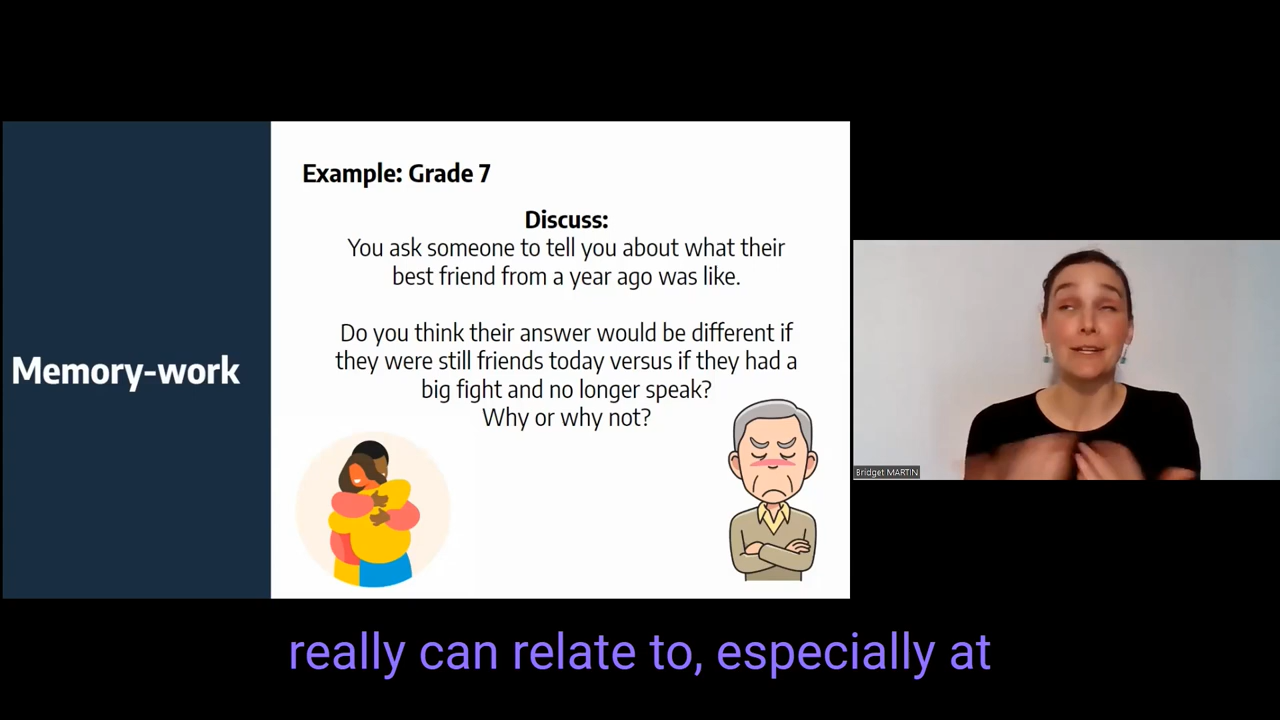 Example: Grade 7
Discuss:
You ask someone to tell you about what their
best friend from a year ago was like.
Do you think their answer would be different if
they were still friends today versus if they had a
big fight and no longer speak?
Why or why not?
Memory-work
Bridget MARTIN
really can relate to, especially at